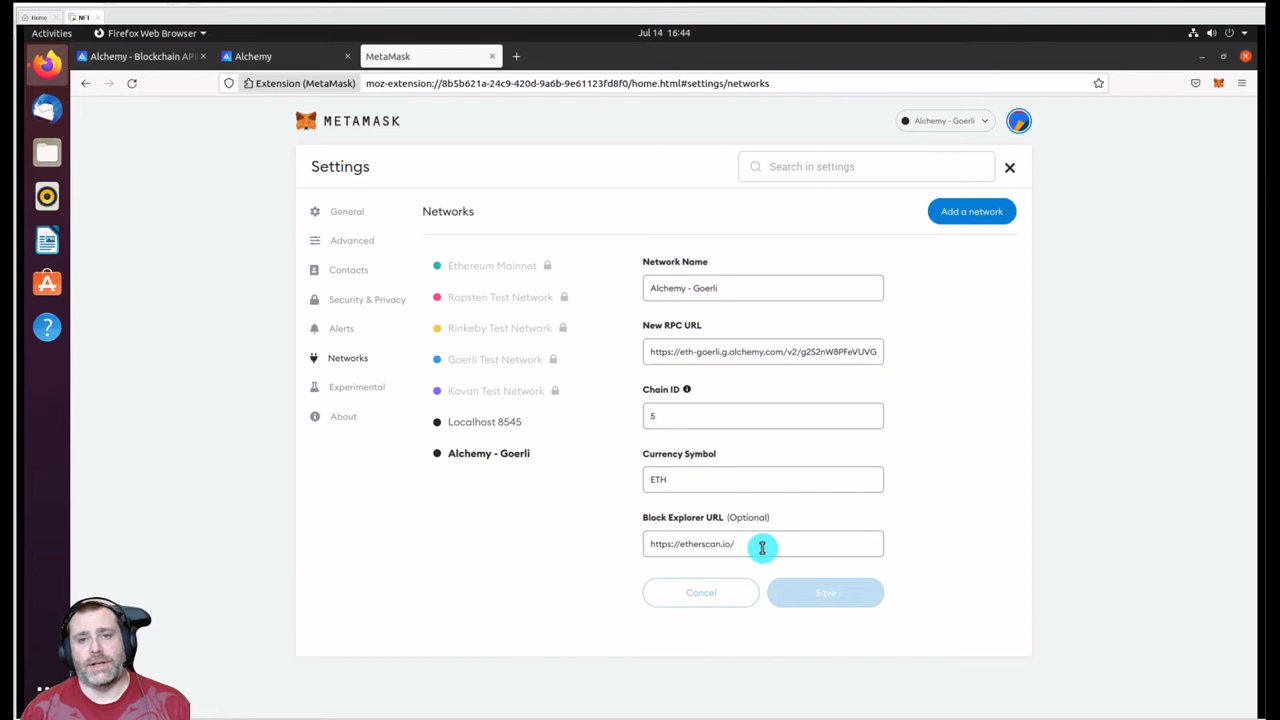 Home
NFT
Activities
Firefox Web Browser
Jul 14 16:44
Alchemy - Blockchain API
Alchemy
MetaMask
Extension (MetaMask)
moz-extension://8b5b621a-24c9-420d-9a6b-9e61123fd8f0/home.html#settings/networks
METAMASK
Alchemy - Goerli
Settings
Search in settings
General
Advanced
Contacts
Security & Privacy
Alerts
Networks
Experimental
About
Networks
Add a network
Ethereum Mainnet
Ropsten Test Network
Rinkeby Test Network
Goerli Test Network
Kovan Test Network
Localhost 8545
Alchemy - Goerli
Network Name
Alchemy - Goerli
New RPC URL
https://eth-goerli.g.alchemy.com/v2/g2S2nW8PFeVUVG
Chain ID
5
Currency Symbol
ETH
Block Explorer URL (Optional)
https://etherscan.io/
Cancel
Save